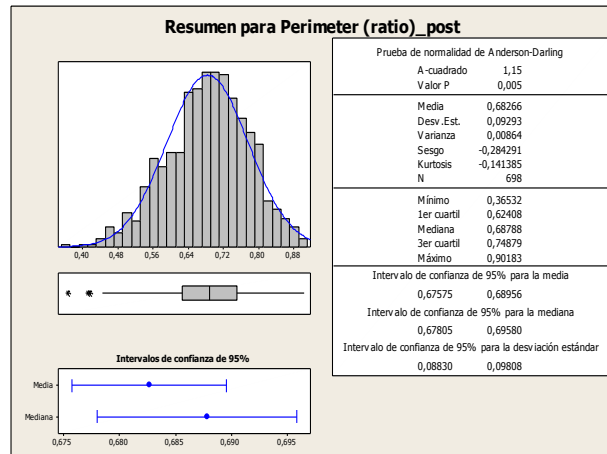 Resumen para Perimeter (ratio)_post
0,40 0,48 0,56 0,64 0,72 0,80 0,88
Intervalos de confianza de 95%
Media
Mediana
0,675 0,680 0,685 0,690 0,695
Prueba de normalidad de Anderson-Darling
A-cuadrado 1,15
Valor P 0,005
Media 0,68266
Desv.Est. 0,09293
Varianza 0,00864
Sesgo -0,284291
Kurtosis -0,141385
N 698
Mínimo 0,36532
1er cuartil 0,62408
Mediana 0,68788
3er cuartil 0,74879
Máximo 0,90183
Intervalo de confianza de 95% para la media
0,67575 0,68956
Intervalo de confianza de 95% para la mediana
0,67805 0,69580
Intervalo de confianza de 95% para la desviación estándar
0,08830 0,09808